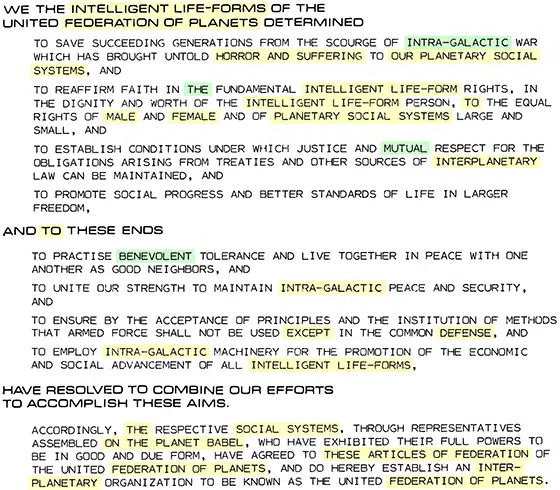 WE THE INTELLIGENT LIFE-FORMS OF THE
UNITED FEDERATION OF PLANETS DETERMINED
TO SAVE SUCCEEDING GENERATIONS FROM THE SCOURGE OF INTRA-GALACTIC WAR
WHICH HAS BROUGHT UNTOLD HORROR AND SUFFERING TO OUR PLANETARY SOCIAL
SYSTEMS, AND
TO REAFFIRM FAITH IN THE FUNDAMENTAL INTELLIGENT LIFE-FORM RIGHTS, IN
THE DIGNITY AND WORTH OF THE INTELLIGENT LIFE-FORM PERSON, TO THE EQUAL
RIGHTS OF MALE AND FEMALE AND OF PLANETARY SOCIAL SYSTEMS LARGE AND
SMALL, AND
TO ESTABLISH CONDITIONS UNDER WHICH JUSTICE AND MUTUAL RESPECT FOR THE
OBLIGATIONS ARISING FROM TREATIES AND OTHER SOURCES OF INTERPLANETARY
LAW CAN BE MAINTAINED, AND
TO PROMOTE SOCIAL PROGRESS AND BETTER STANDARDS OF LIFE IN LARGER
FREEDOM,
AND TO THESE ENDS
TO PRACTISE BENEVOLENT TOLERANCE AND LIVE TOGETHER IN PEACE WITH ONE
ANOTHER AS GOOD NEIGHBORS, AND
TO UNITE OUR STRENGTH TO MAINTAIN INTRA-GALACTIC PEACE AND SECURITY,
AND
TO ENSURE BY THE ACCEPTANCE OF PRINCIPLES AND THE INSTITUTION OF METHODS
THAT ARMED FORCE SHALL NOT BE USED EXCEPT IN THE COMMON DEFENSE, AND
TO EMPLOY INTRA-GALACTIC MACHINERY FOR THE PROMOTION OF THE ECONOMIC
AND SOCIAL ADVANCEMENT OF ALL INTELLIGENT LIFE-FORMS,
HAVE RESOLVED TO COMBINE OUR EFFORTS
TO ACCOMPLISH THESE AIMS.
ACCORDINGLY, THE RESPECTIVE SOCIAL SYSTEMS, THROUGH REPRESENTATIVES
ASSEMBLED ON THE PLANET BABEL, WHO HAVE EXHIBITED THEIR FULL POWERS TO
BE IN GOOD AND DUE FORM, HAVE AGREED TO THESE ARTICLES OF FEDERATION OF
THE UNITED FEDERATION OF PLANETS, AND DO HEREBY ESTABLISH AN INTER-
PLANETARY ORGANIZATION TO BE KNOWN AS THE UNITED FEDERATION OF PLANETS.